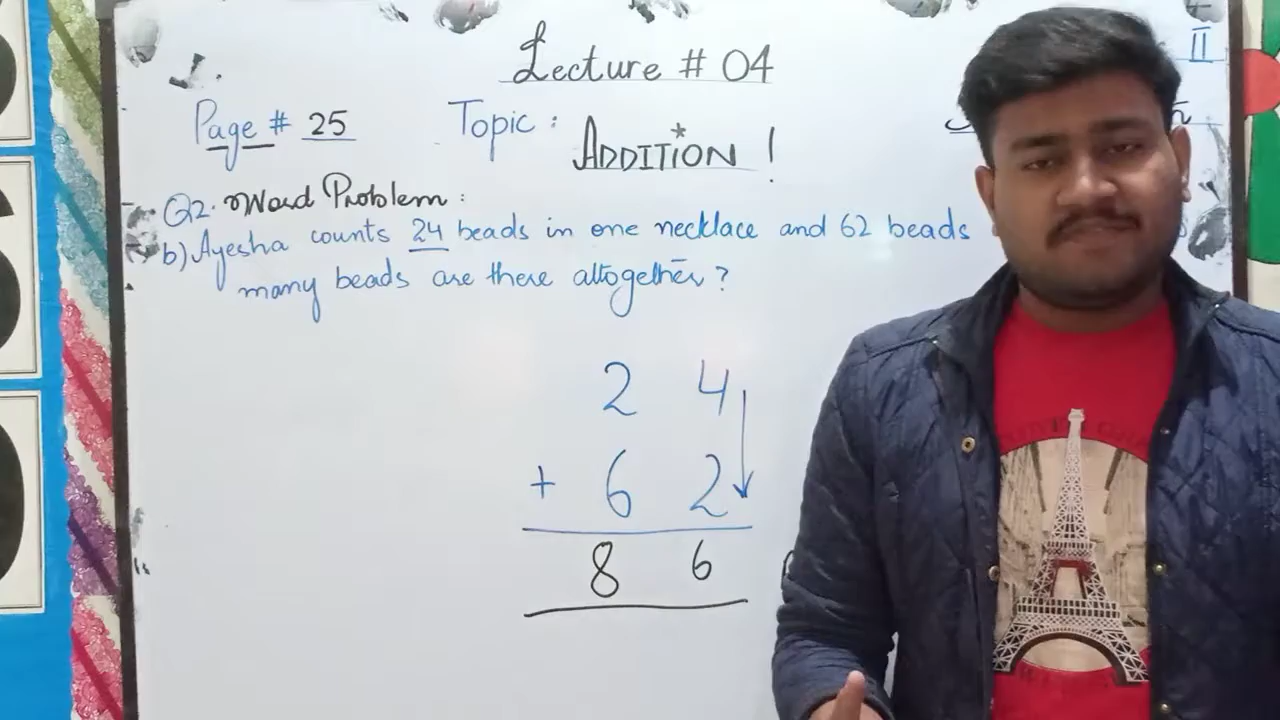 Lecture # 04
II
Page # 25
Topic :
ADDITION !
Q2. Word Problem :
b) Ayesha counts 24 beads in one necklace and 62 beads
many beads are there altogether ?
2 4
+ 6 2
8 6